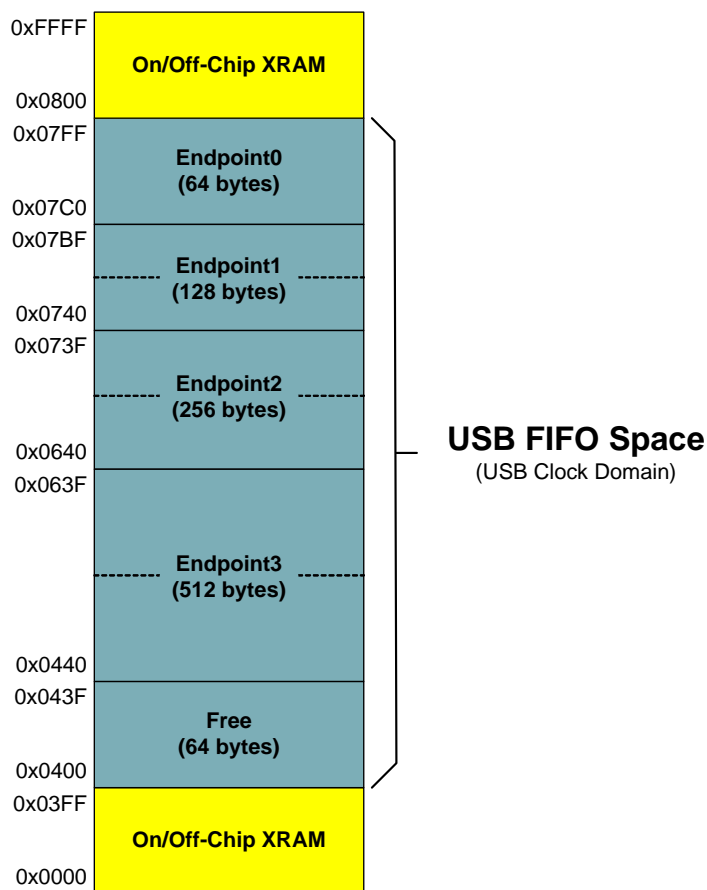 0xFFFF
On/Off-Chip XRAM
0x0800
0x07FF
Endpoint0
(64 bytes)
0x07C0
0x07BF
Endpoint1
(128 bytes)
0x0740
0x073F
Endpoint2
(256 bytes)
0x0640
0x063F
Endpoint3
(512 bytes)
0x0440
0x043F
Free
(64 bytes)
0x0400
0x03FF
On/Off-Chip XRAM
0x0000
USB FIFO Space
(USB Clock Domain)